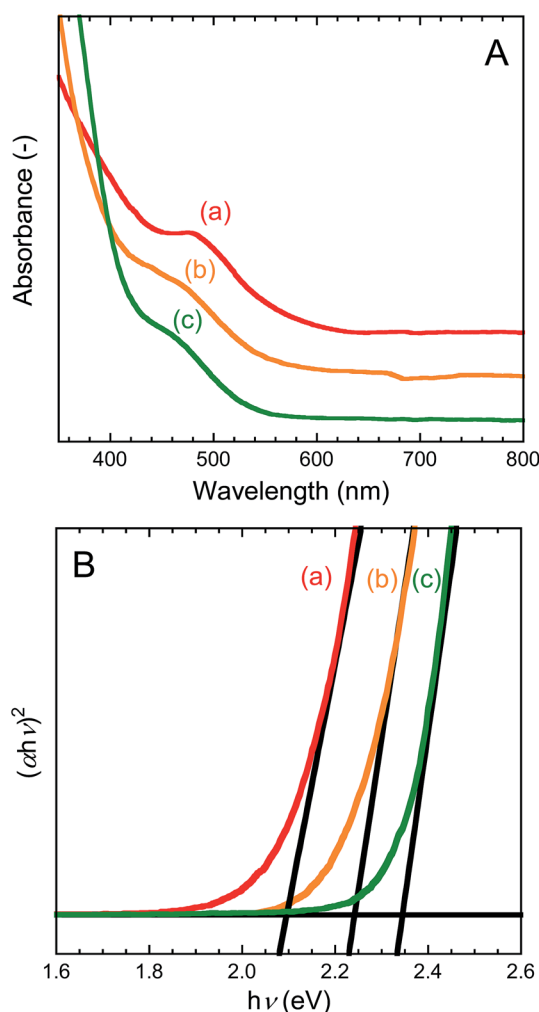 A
Absorbance (-)
(a)
(b)
(c)
400 500 600 700 800
Wavelength (nm)
B
(a) (b) (c)
(αhν)²
1.6 1.8 2.0 2.2 2.4 2.6
hν (eV)